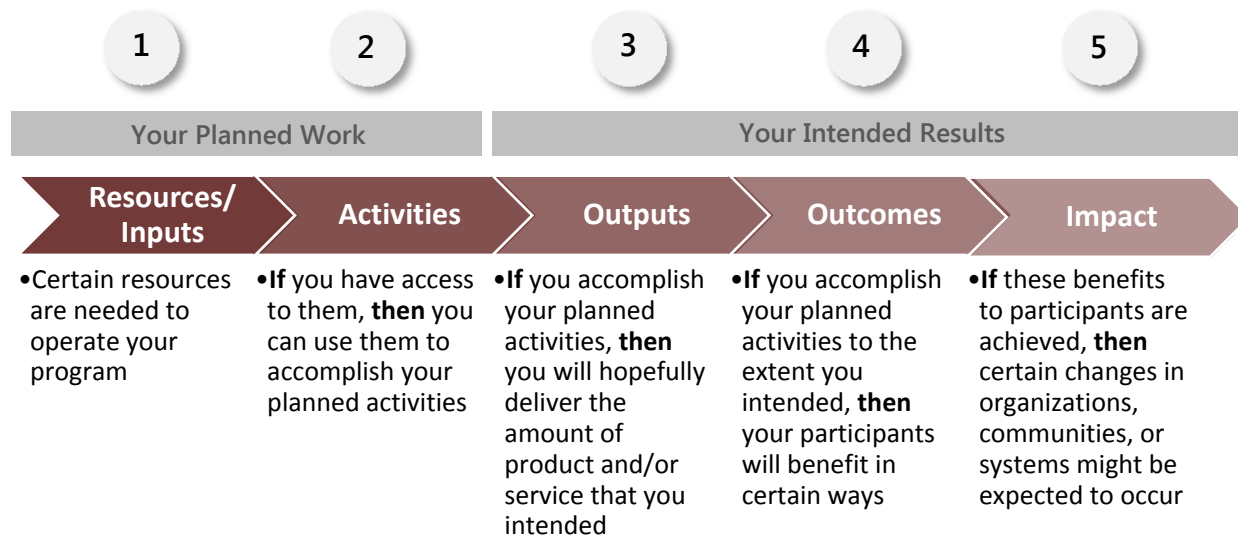 1
2
3
4
5
Your Planned Work
Your Intended Results
Resources/
Inputs
Activities
Outputs
Outcomes
Impact
•Certain resources
are needed to
operate your
program
•If you have access
to them, then you
can use them to
accomplish your
planned activities
•If you accomplish
your planned
activities, then
you will hopefully
deliver the
amount of
product and/or
service that you
intended
•If you accomplish
your planned
activities to the
extent you
intended, then
your participants
will benefit in
certain ways
•If these benefits
to participants are
achieved, then
certain changes in
organizations,
communities, or
systems might be
expected to occur